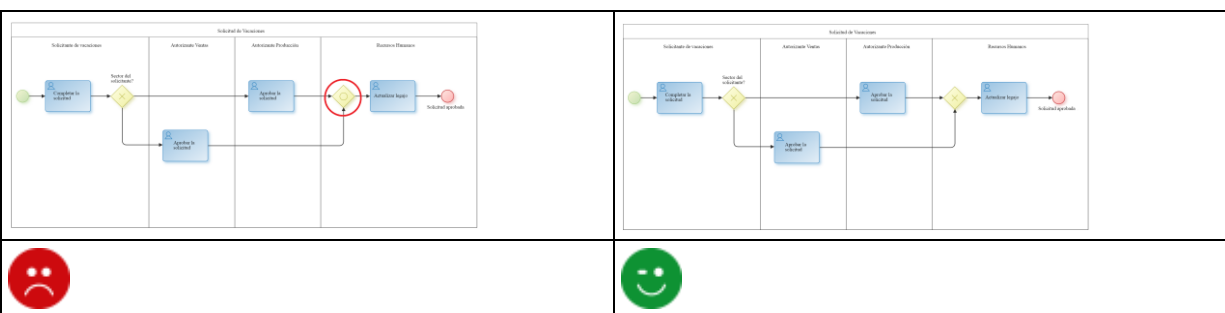 Solicitud de Vacaciones
Solicitante de vacaciones
Autorizante Ventas
Autorizante Producción
Recursos Humanos
Sector del
solicitante?
Completar la
solicitud
Aprobar la
solicitud
Actualizar legajo
Solicitud aprobada
Aprobar la
solicitud
Solicitud de Vacaciones
Solicitante de vacaciones
Autorizante Ventas
Autorizante Producción
Recursos Humanos
Sector del
solicitante?
Completar la
solicitud
Aprobar la
solicitud
Actualizar legajo
Solicitud aprobada
Aprobar la
solicitud